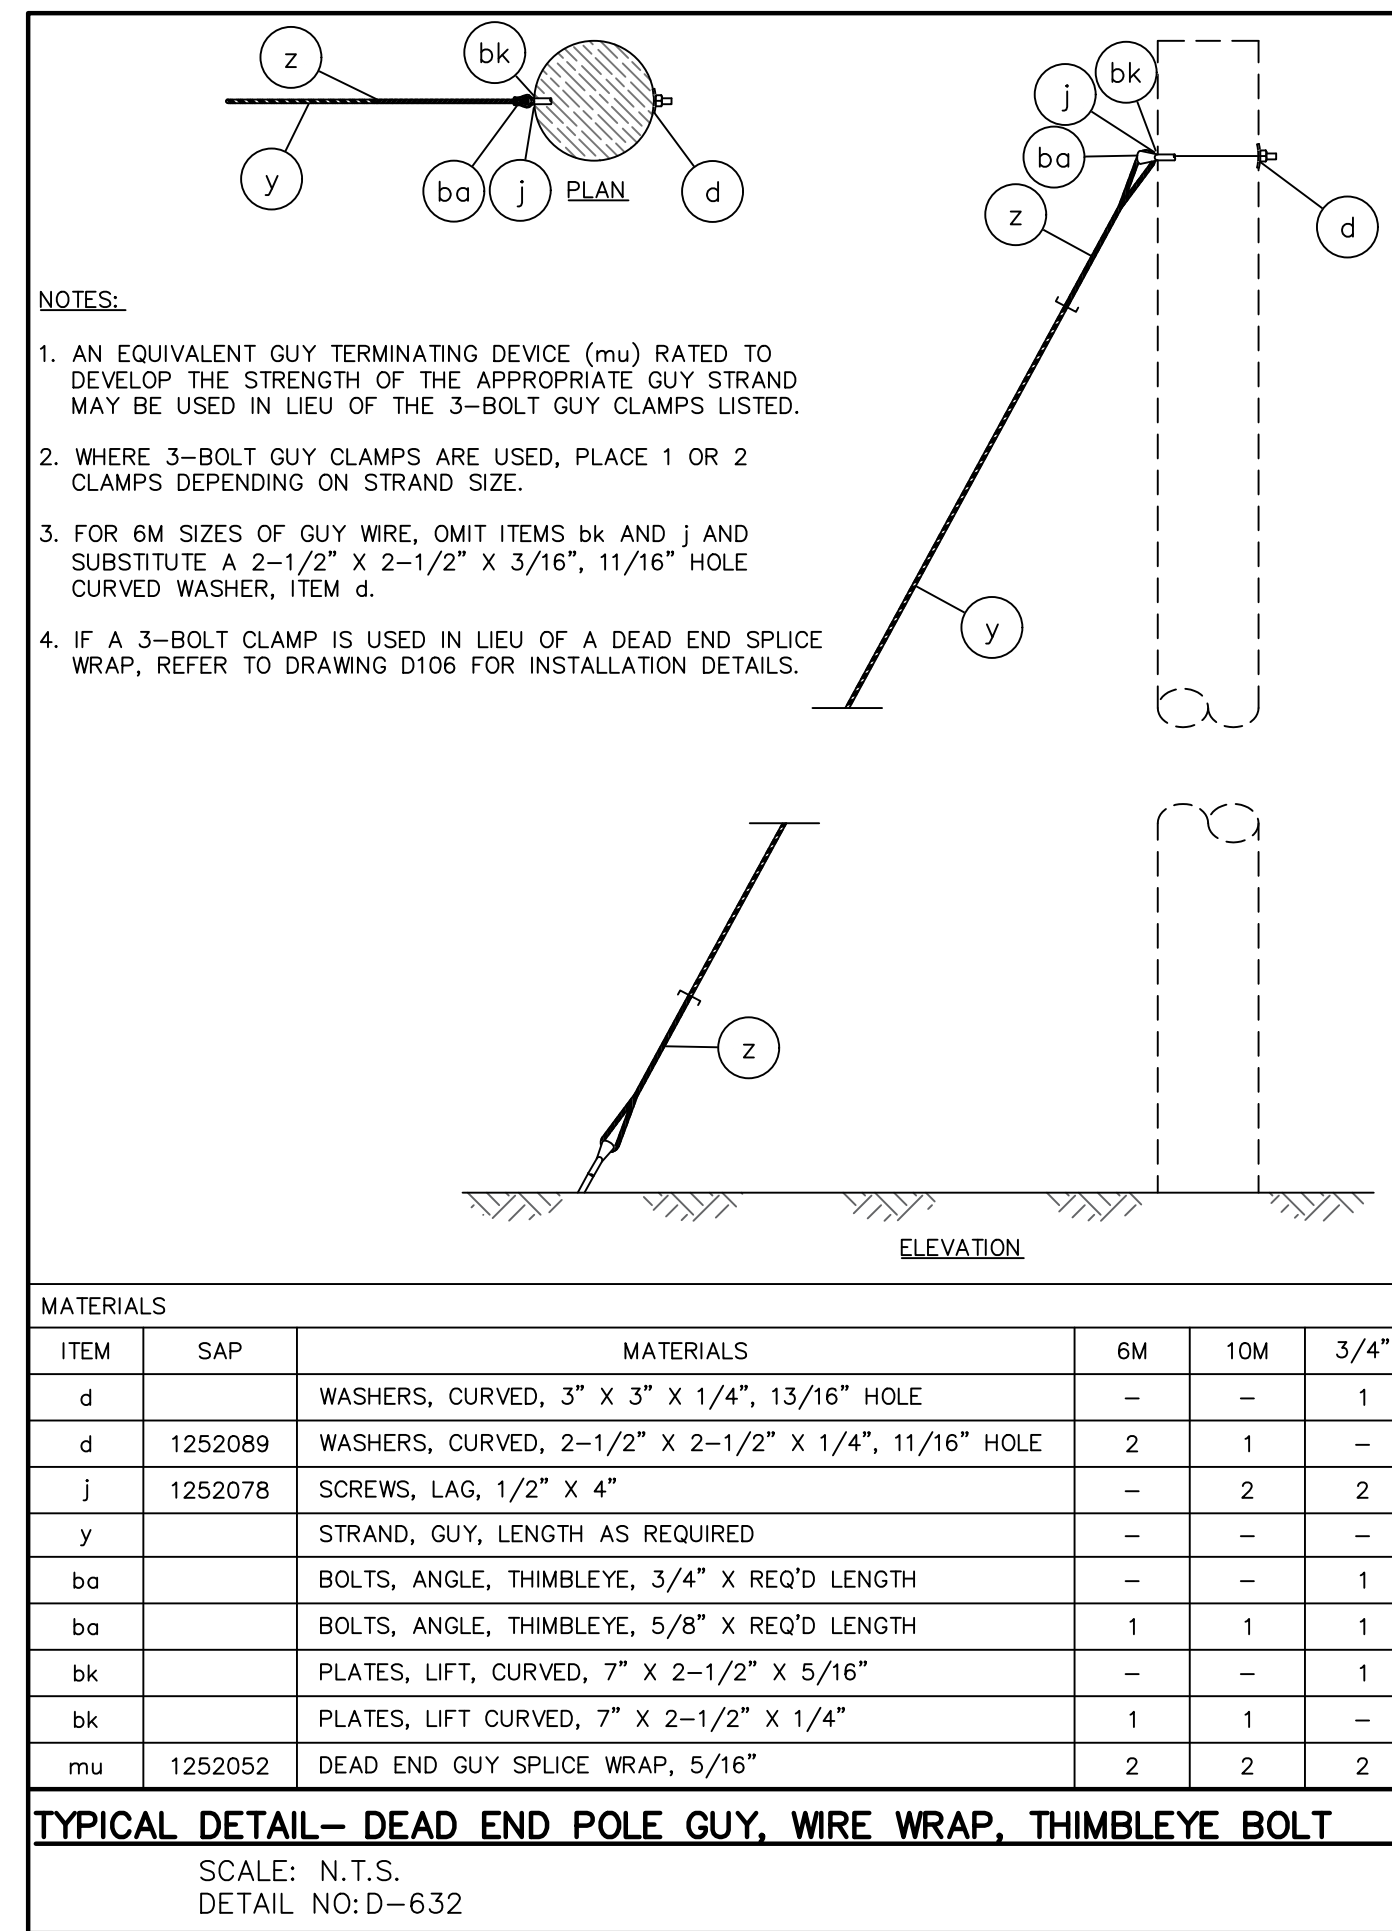 z
bk
y
ba
j
PLAN
d
bk
j
ba
z
d
y
z
NOTES:
1. AN EQUIVALENT GUY TERMINATING DEVICE (mu) RATED TO
DEVELOP THE STRENGTH OF THE APPROPRIATE GUY STRAND
MAY BE USED IN LIEU OF THE 3-BOLT GUY CLAMPS LISTED.
2. WHERE 3-BOLT GUY CLAMPS ARE USED, PLACE 1 OR 2
CLAMPS DEPENDING ON STRAND SIZE.
3. FOR 6M SIZES OF GUY WIRE, OMIT ITEMS bk AND j AND
SUBSTITUTE A 2-1/2" X 2-1/2" X 3/16", 11/16" HOLE
CURVED WASHER, ITEM d.
4. IF A 3-BOLT CLAMP IS USED IN LIEU OF A DEAD END SPLICE
WRAP, REFER TO DRAWING D106 FOR INSTALLATION DETAILS.
ELEVATION
MATERIALS
ITEM SAP MATERIALS 6M 10M 3/4"
d WASHERS, CURVED, 3" X 3" X 1/4", 13/16" HOLE - - 1
d 1252089 WASHERS, CURVED, 2-1/2" X 2-1/2" X 1/4", 11/16" HOLE 2 1 -
j 1252078 SCREWS, LAG, 1/2" X 4" - 2 2
y STRAND, GUY, LENGTH AS REQUIRED - - -
ba BOLTS, ANGLE, THIMBLEYE, 3/4" X REQ'D LENGTH - - 1
ba BOLTS, ANGLE, THIMBLEYE, 5/8" X REQ'D LENGTH 1 1 1
bk PLATES, LIFT, CURVED, 7" X 2-1/2" X 5/16" - - 1
bk PLATES, LIFT CURVED, 7" X 2-1/2" X 1/4" 1 1 -
mu 1252052 DEAD END GUY SPLICE WRAP, 5/16" 2 2 2
TYPICAL DETAIL- DEAD END POLE GUY, WIRE WRAP, THIMBLEYE BOLT
SCALE: N.T.S.
DETAIL NO:D-632